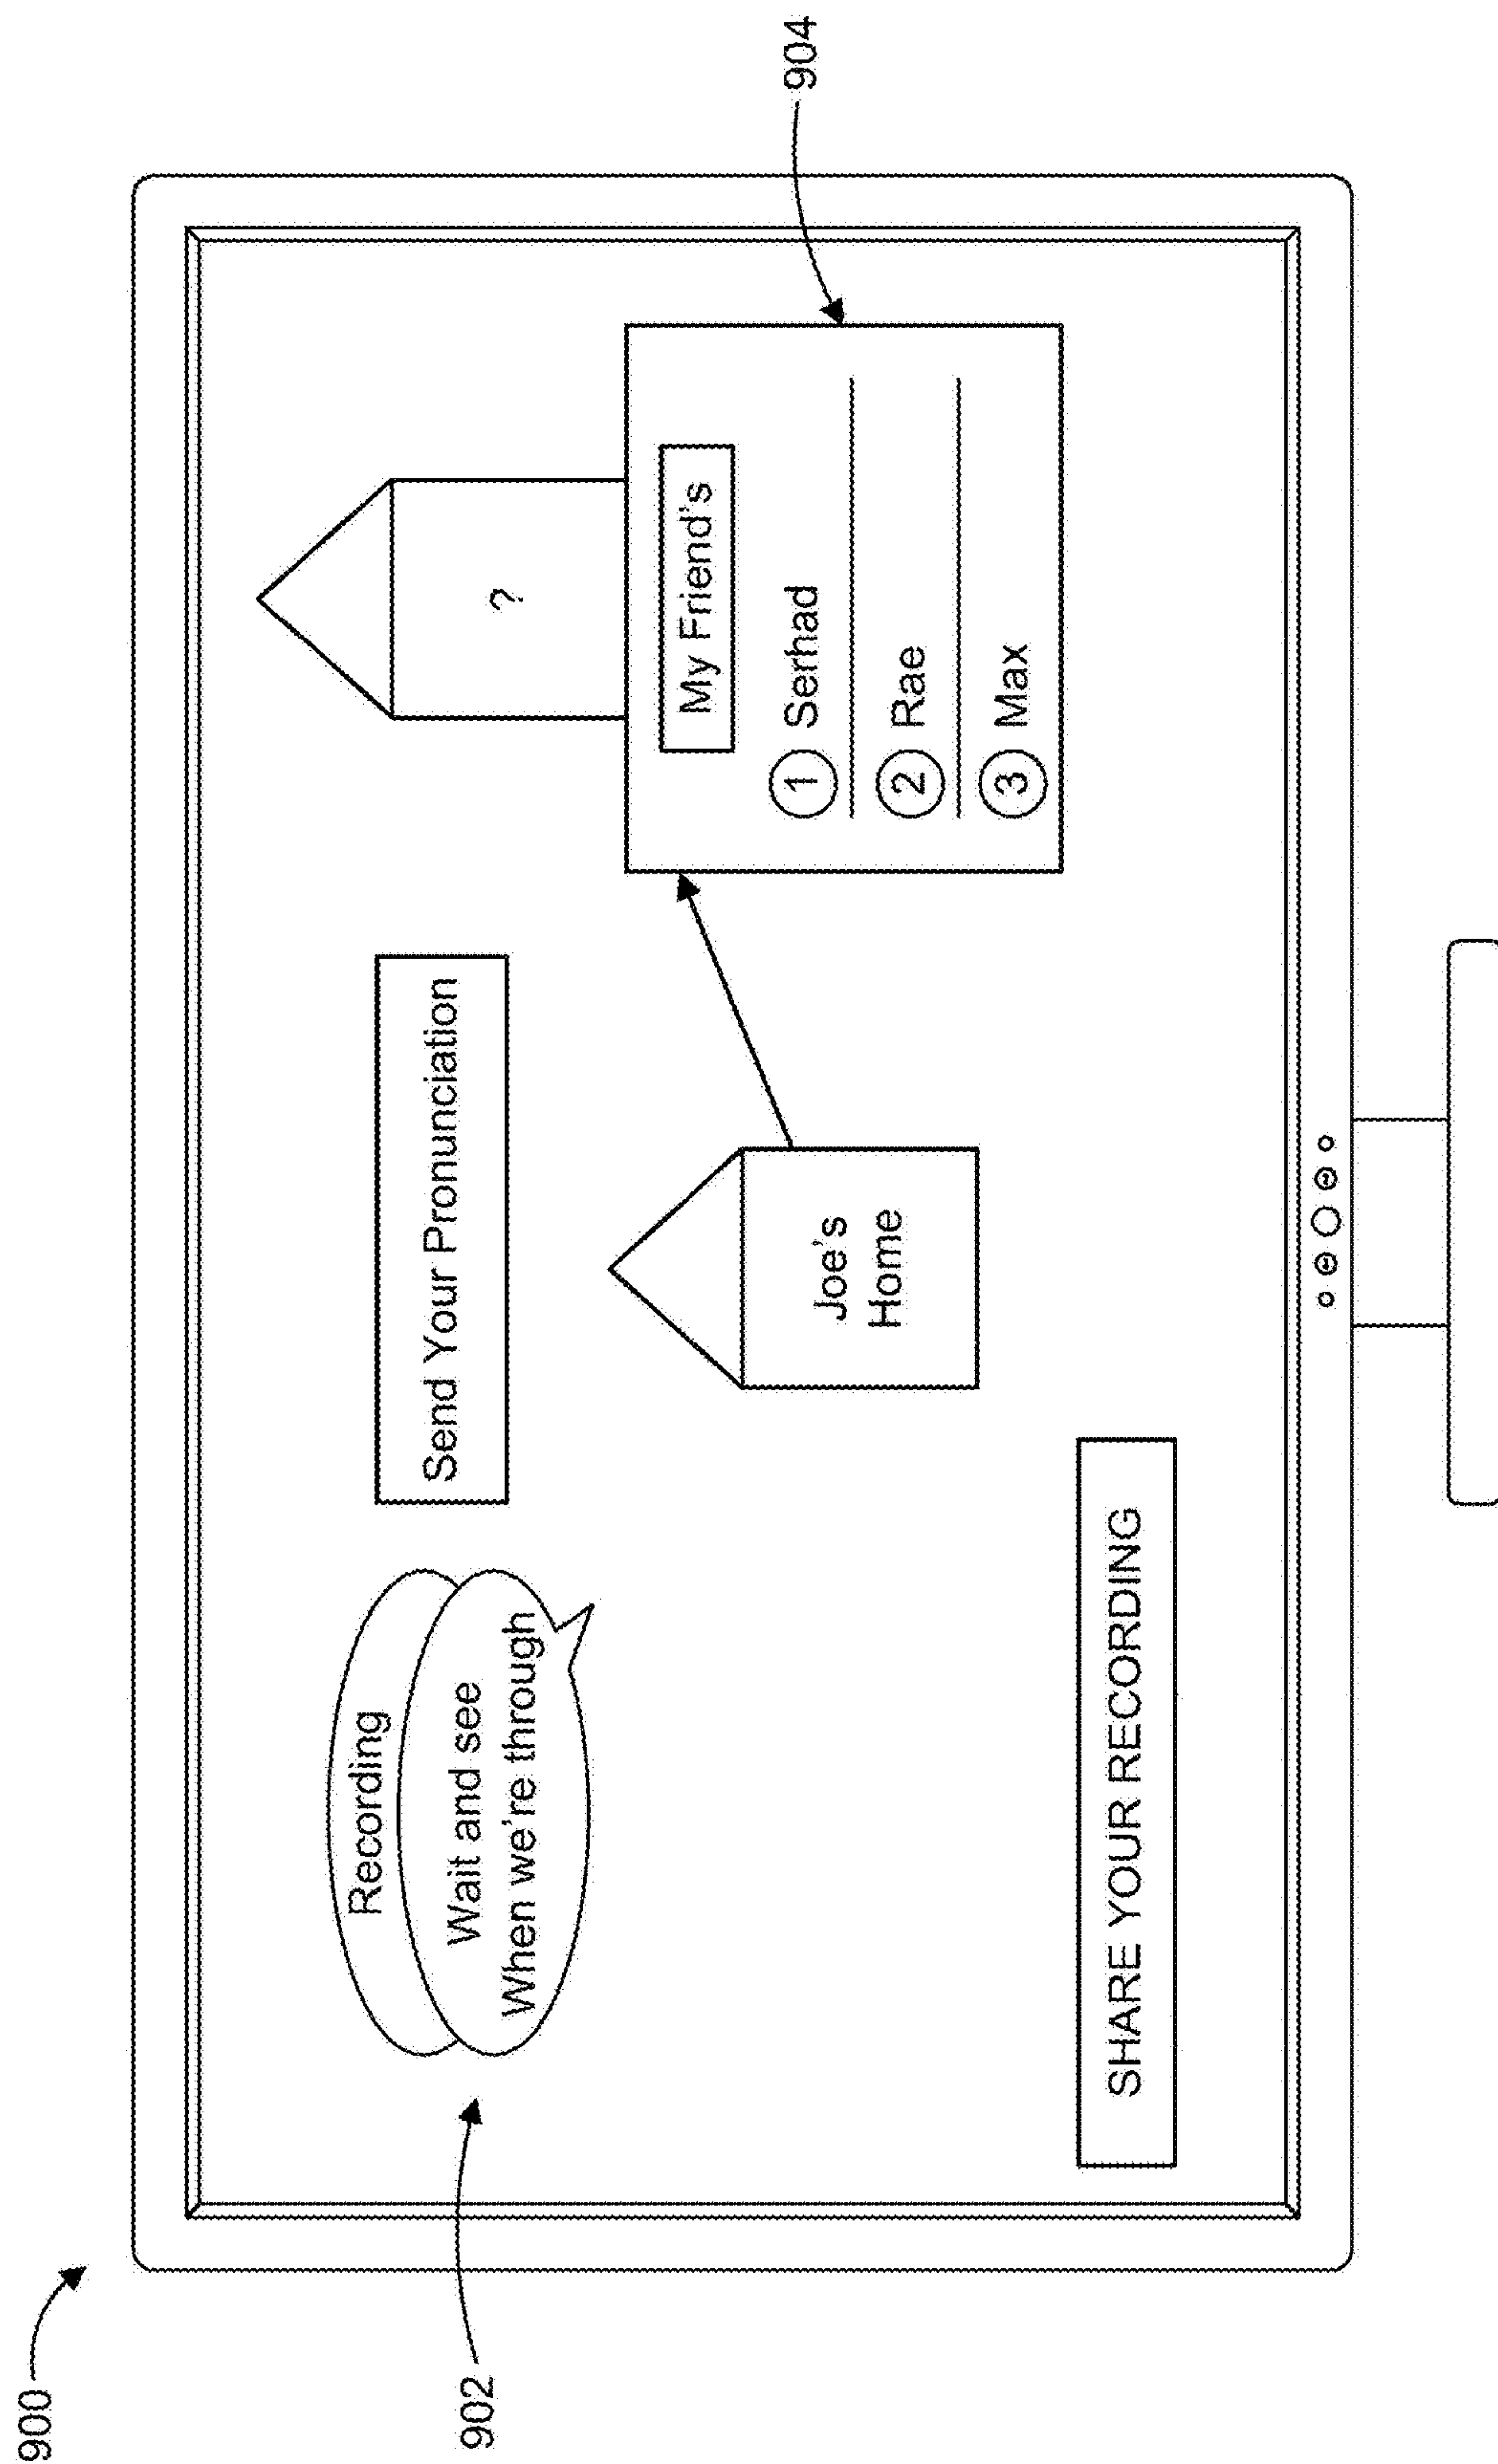 900
902
904
Recording
Wait and see
When we're through
Send Your Pronunciation
Joe's
Home
?
My Friend's
1 Serhad
2 Rae
3 Max
SHARE YOUR RECORDING